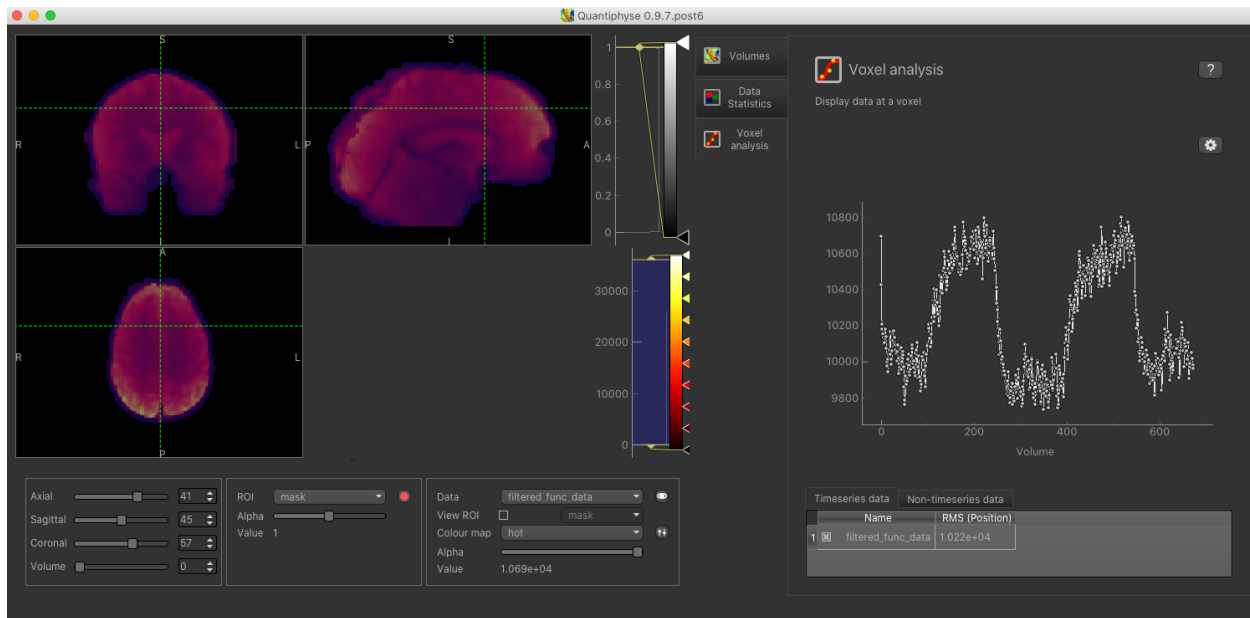 Quantiphyse 0.9.7.post6
S
R
L
I
S
P
A
I
1
0.8
0.6
0.4
0.2
0
A
R
L
P
30000
20000
10000
0
Volumes
Data
Statistics
Voxel
analysis
Voxel analysis
?
Display data at a voxel
10800
10600
10400
10200
10000
9800
0
200
400
600
Volume
Axial
41
Sagittal
45
Coronal
57
Volume
0
ROI
mask
Alpha
Value 1
Data
filtered_func_data
View ROI
mask
Colour map
hot
Alpha
Value
1.069e+04
Timeseries data
Non-timeseries data
Name
RMS (Position)
1
filtered_func_data
1.022e+04